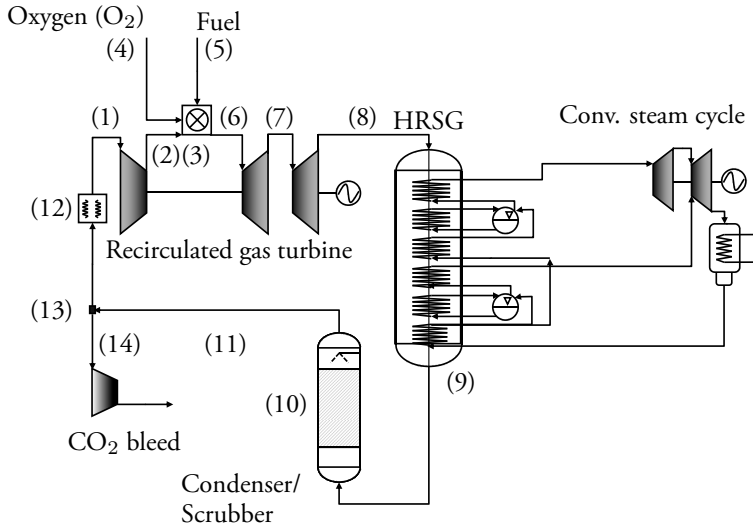 Oxygen (O₂)
Fuel
(4)
(5)
(1)
(6)
(7)
(8)
HRSG
Conv. steam cycle
(2)(3)
(12)
Recirculated gas turbine
(13)
(14)
(11)
(9)
(10)
CO₂ bleed
Condenser/
Scrubber